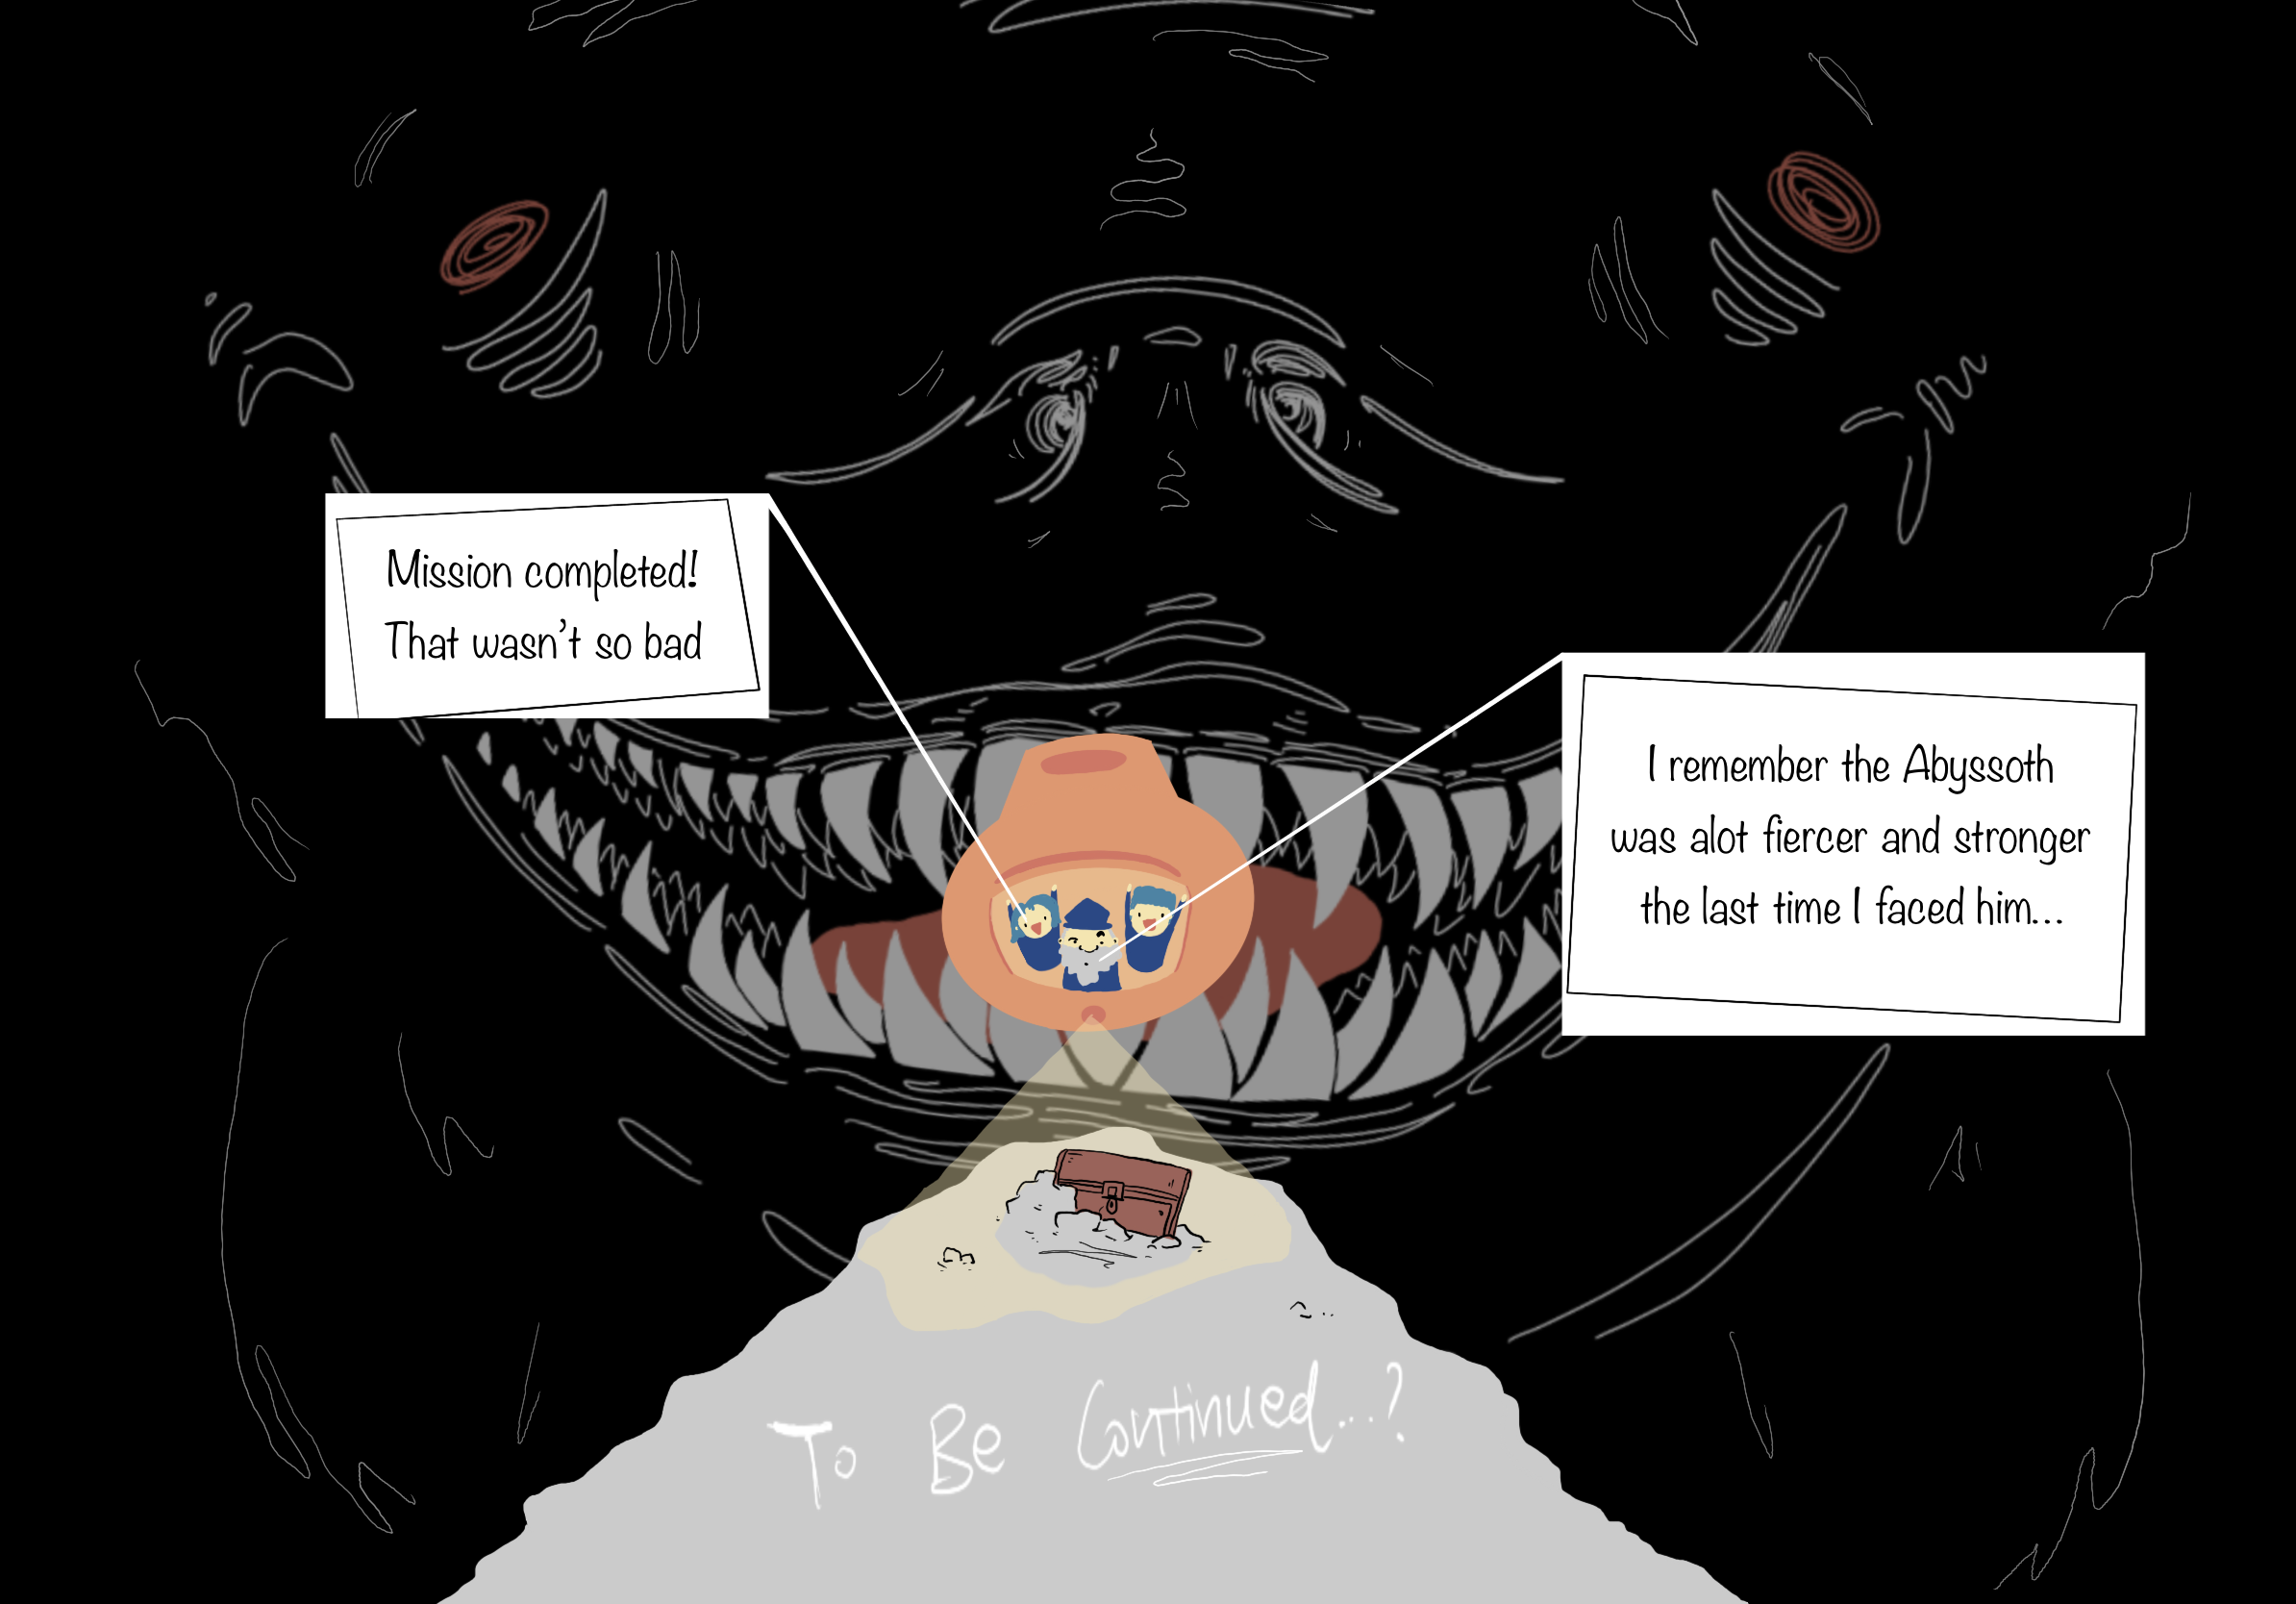 Mission completed!
That wasn't so bad
I remember the Abyssoth
was alot fiercer and stronger
the last time I faced him...
To Be Continued...?